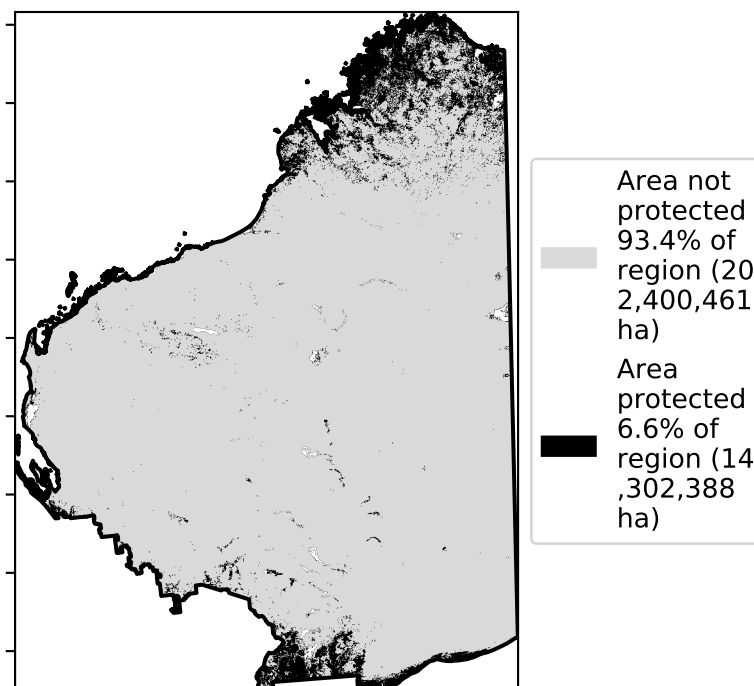 Area not
protected
93.4% of
region (20
2,400,461
ha)
Area
protected
6.6% of
region (14
,302,388
ha)